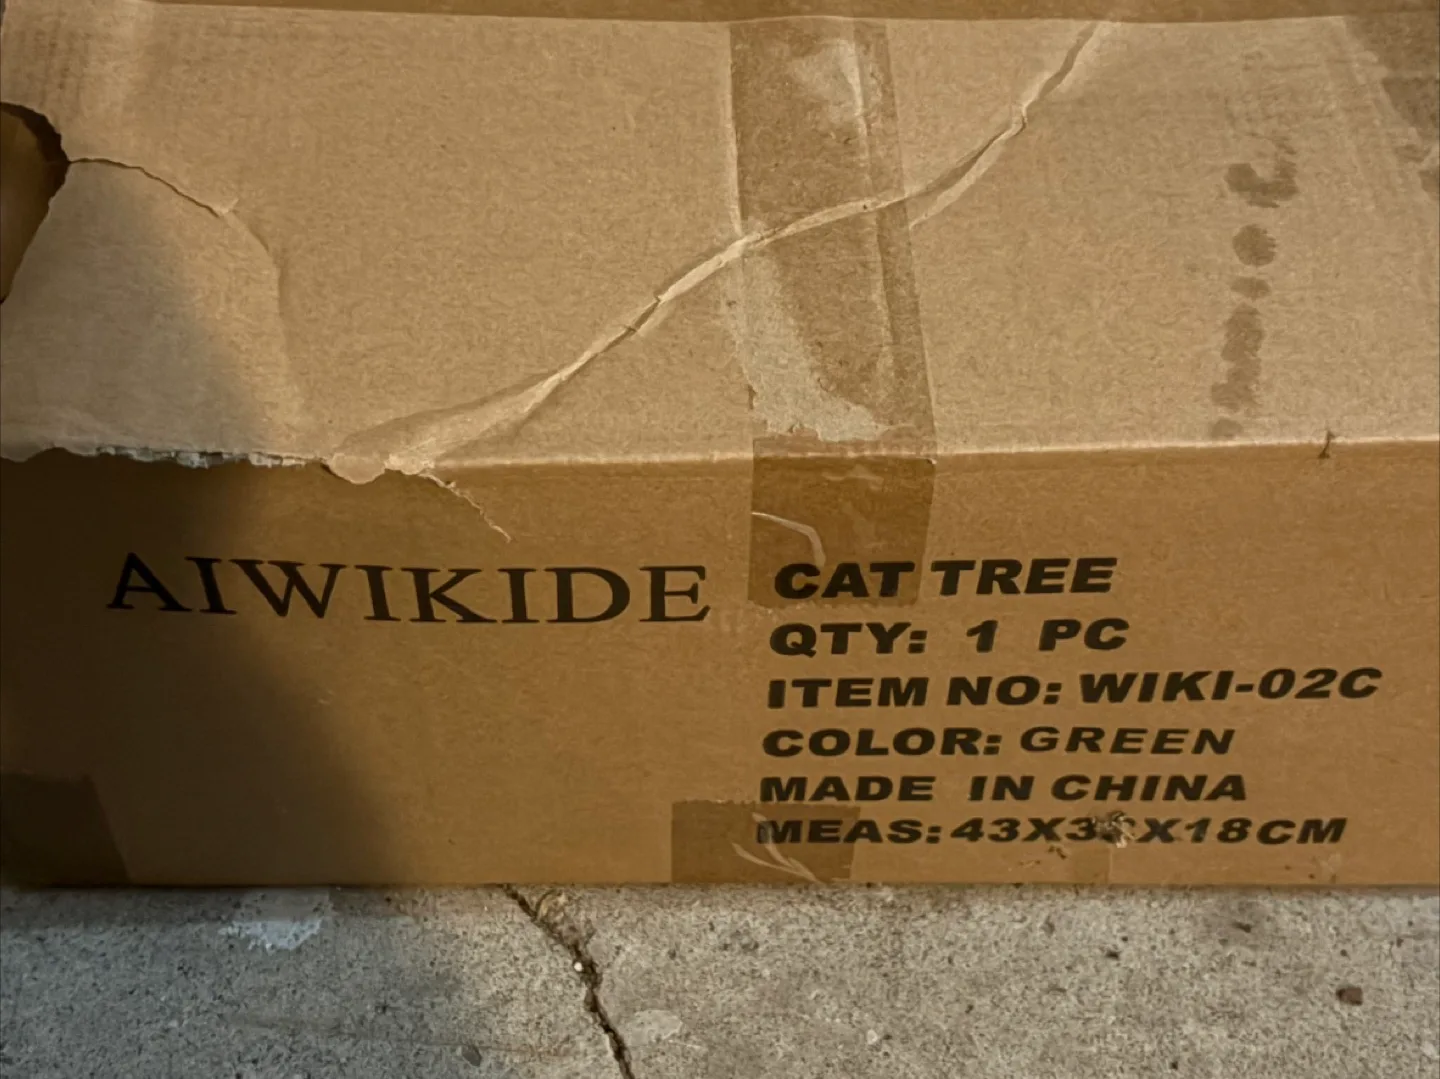 AIWIKIDE
CAT TREE
QTY: 1 PC
ITEM NO: WIKI-02C
COLOR: GREEN
MADE IN CHINA
MEAS: